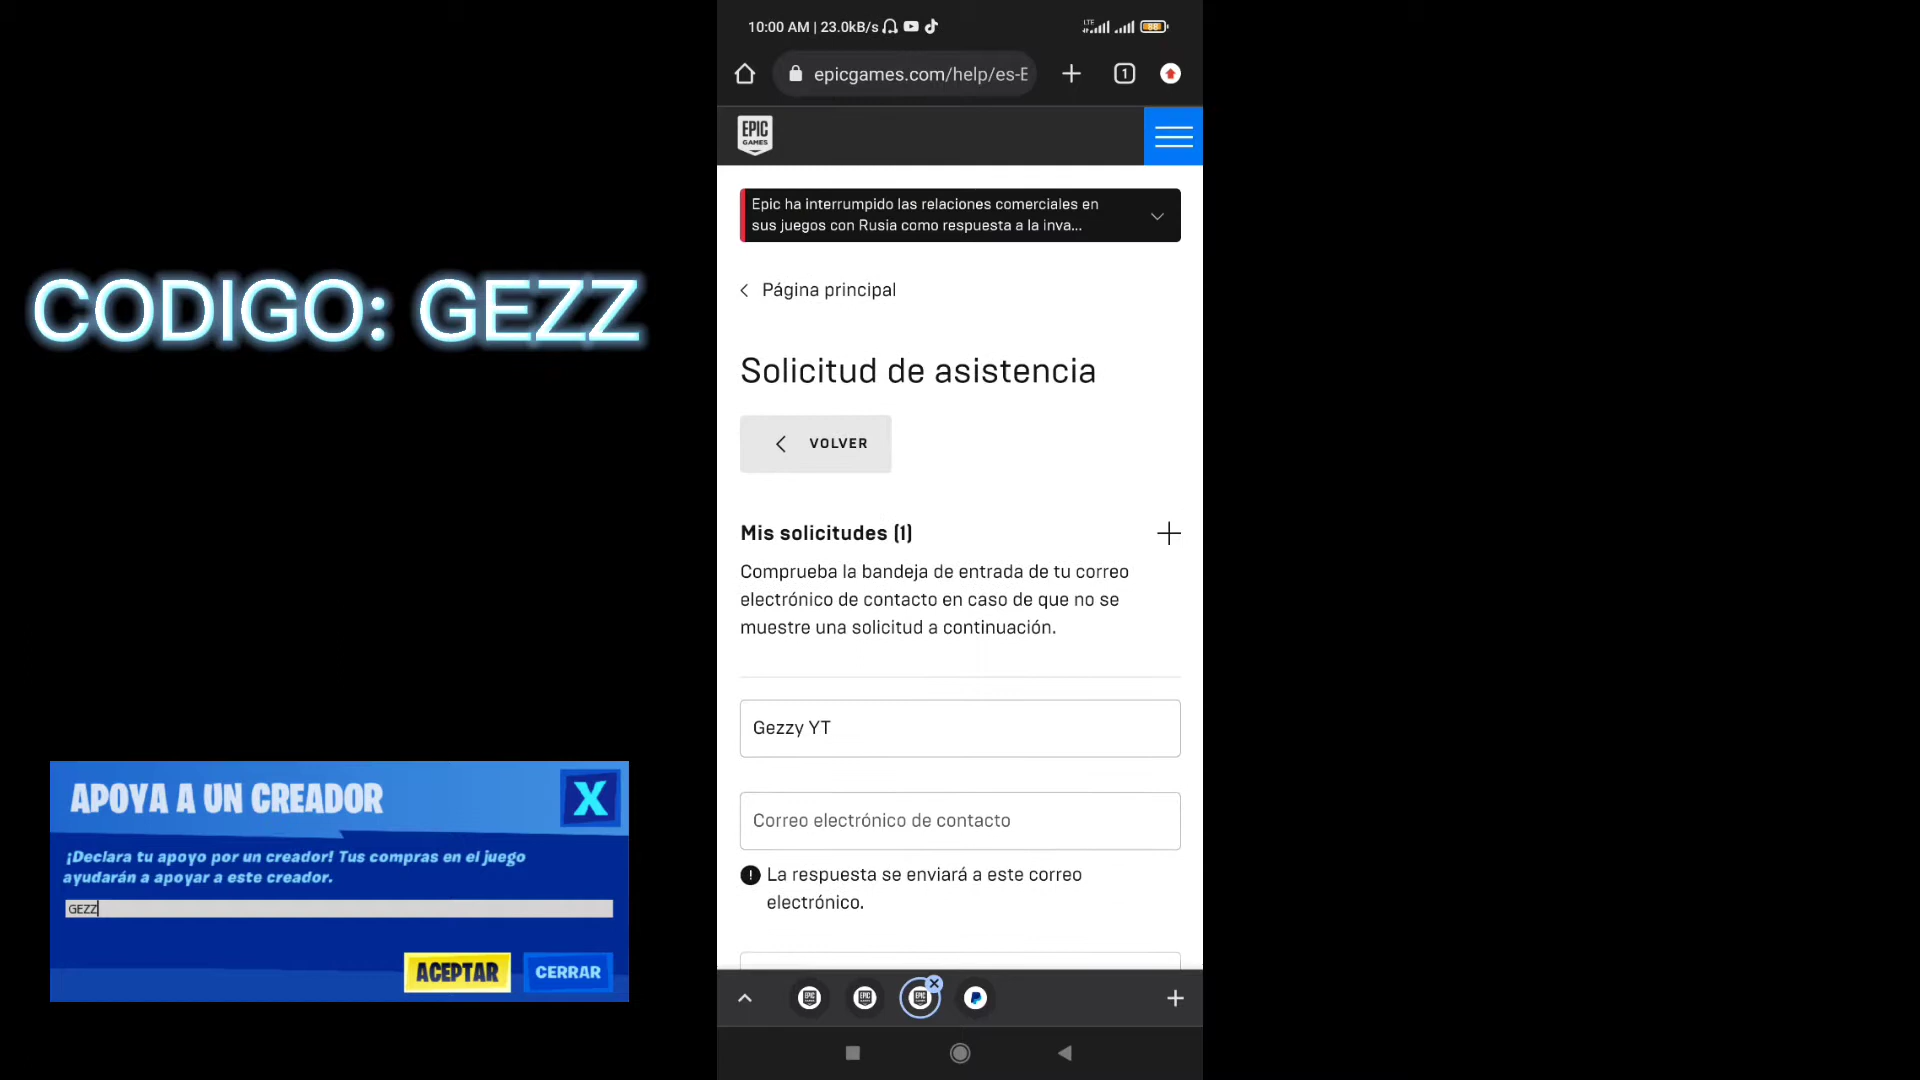 10:00 AM | 23.0kB/s
LTE
88
epicgames.com/help/es-E
1
EPIC
GAMES
Epic ha interrumpido las relaciones comerciales en
sus juegos con Rusia como respuesta a la inva...
Página principal
Solicitud de asistencia
VOLVER
Mis solicitudes (1)
Comprueba la bandeja de entrada de tu correo
electrónico de contacto en caso de que no se
muestre una solicitud a continuación.
Gezzy YT
Correo electrónico de contacto
La respuesta se enviará a este correo
electrónico.
CODIGO: GEZZ
APOYA A UN CREADOR
X
¡Declara tu apoyo por un creador! Tus compras en el juego
ayudarán a apoyar a este creador.
GEZZ
ACEPTAR
CERRAR